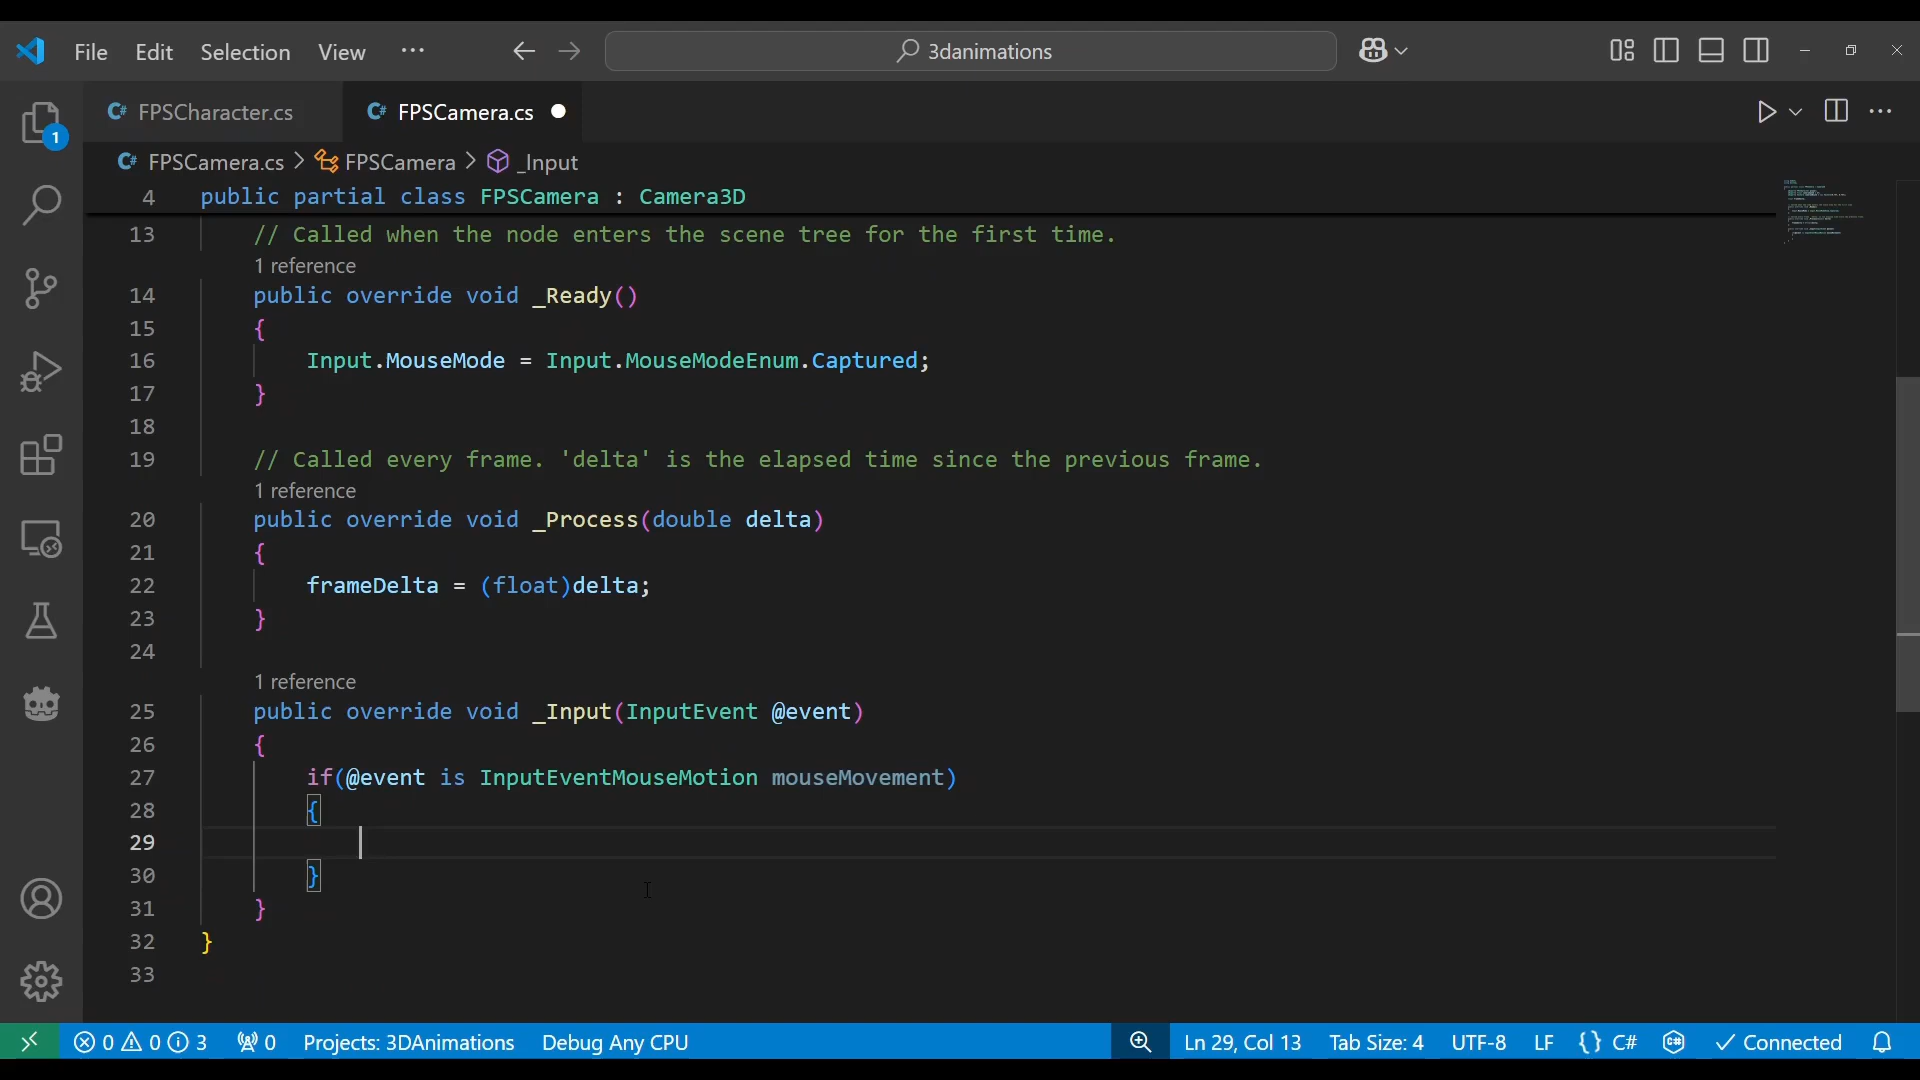 File Edit Selection View ··· 3danimations
FPSCharacter.cs FPSCamera.cs
FPSCamera.cs > FPSCamera > _Input
1
4 public partial class FPSCamera : Camera3D
13 // Called when the node enters the scene tree for the first time.
1 reference
14 public override void _Ready()
15 {
16 Input.MouseMode = Input.MouseModeEnum.Captured;
17 }
18
19 // Called every frame. 'delta' is the elapsed time since the previous frame.
1 reference
20 public override void _Process(double delta)
21 {
22 frameDelta = (float)delta;
23 }
24
1 reference
25 public override void _Input(InputEvent @event)
26 {
27 if(@event is InputEventMouseMotion mouseMovement)
28 {
29
30 }
31 }
32 }
33
0 0 3 0 Projects: 3DAnimations Debug Any CPU Ln 29, Col 13 Tab Size: 4 UTF-8 LF {} C# Connected